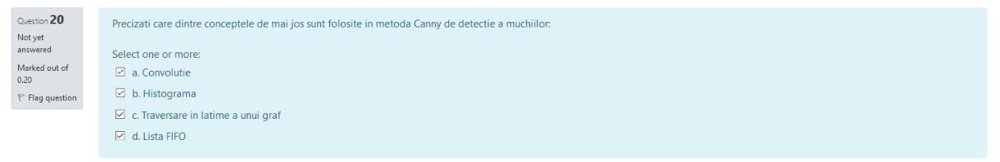 Question 20
Not yet
answered
Marked out of
0.20
Flag question
Precizati care dintre conceptele de mai jos sunt folosite in metoda Canny de detectie a muchiilor:
Select one or more:
a. Convolutie
b. Histograma
c. Traversare in latime a unui graf
d. Lista FIFO